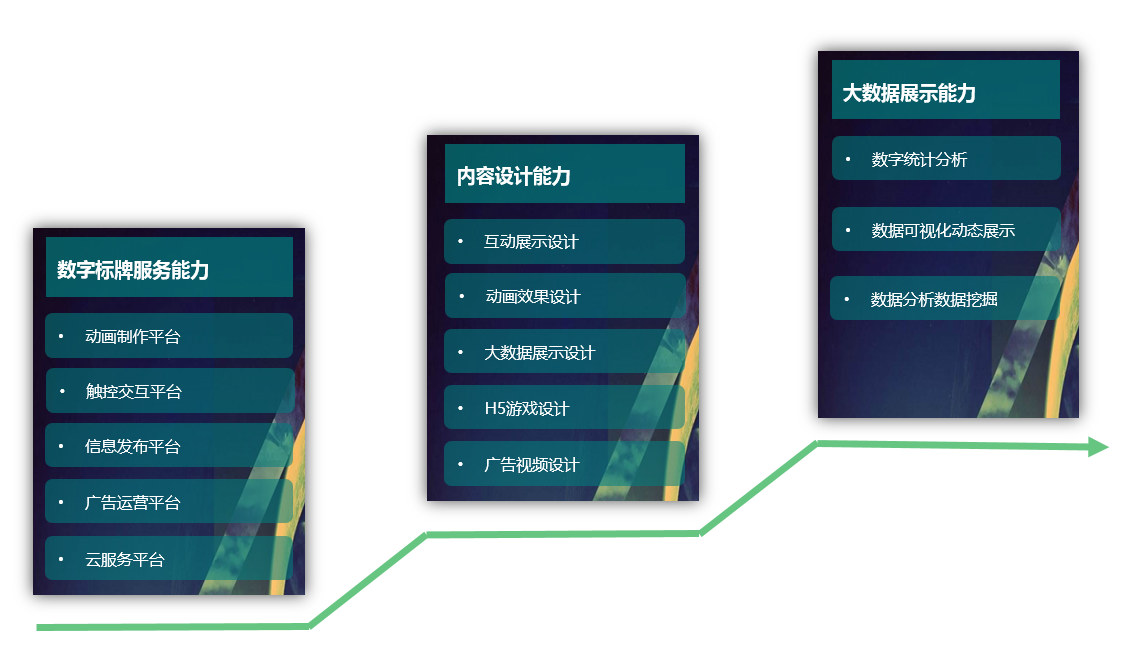 数字标牌服务能力
• 动画制作平台
• 触控交互平台
• 信息发布平台
• 广告运营平台
• 云服务平台
内容设计能力
• 互动展示设计
• 动画效果设计
• 大数据展示设计
• H5游戏设计
• 广告视频设计
大数据展示能力
• 数字统计分析
• 数据可视化动态展示
• 数据分析数据挖掘